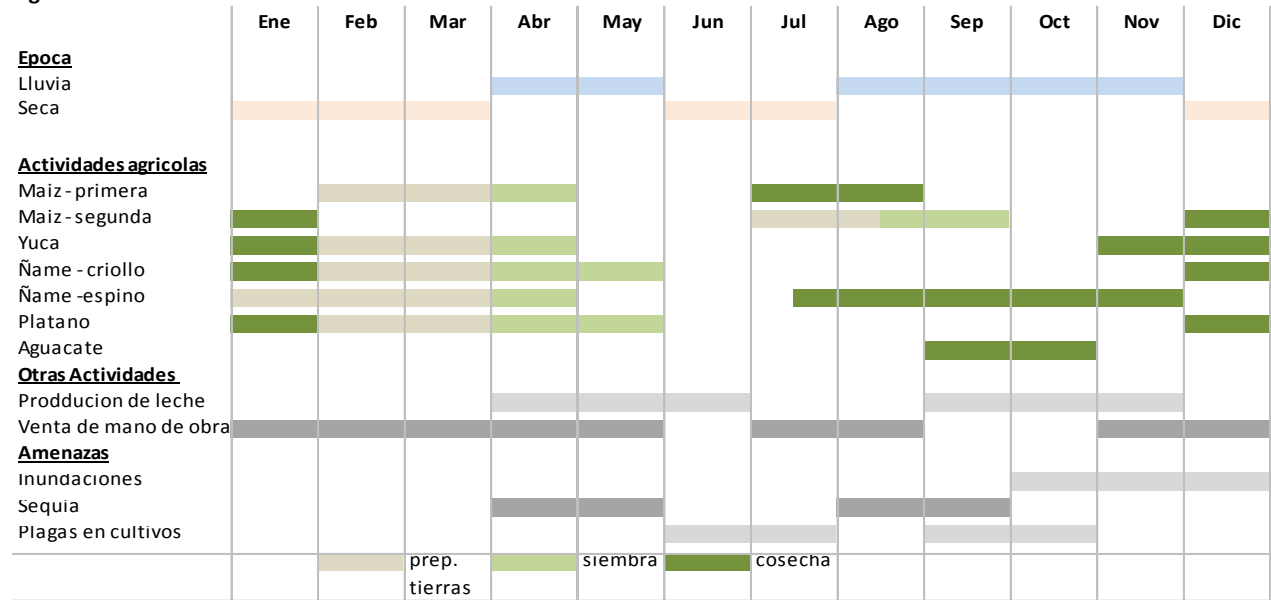 Ene Feb Mar Abr May Jun Jul Ago Sep Oct Nov Dic
Epoca
Lluvia
Seca
Actividades agricolas
Maiz - primera
Maiz - segunda
Yuca
Ñame - criollo
Ñame -espino
Platano
Aguacate
Otras Actividades
Produccion de leche
Venta de mano de obra
Amenazas
Inundaciones
Sequia
Plagas en cultivos
prep. siembra cosecha
tierras